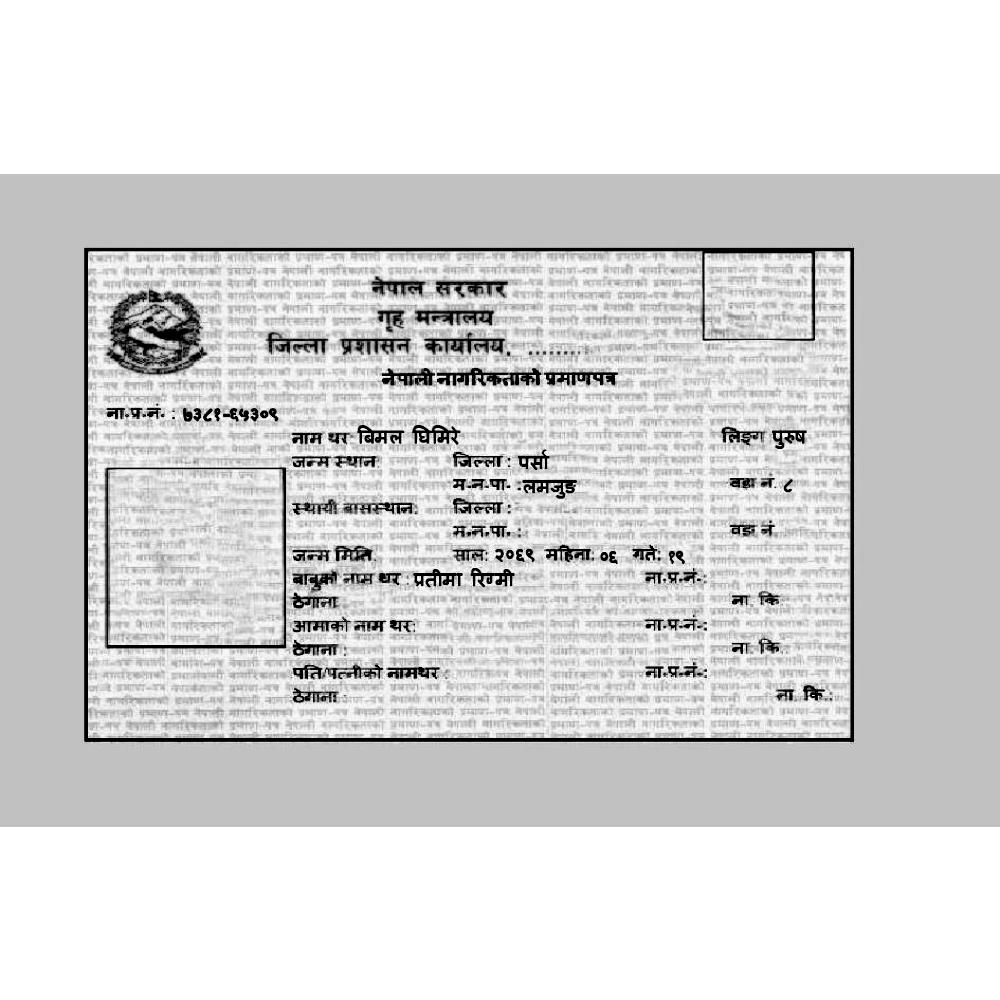 नेपाल सरकार
गृह मन्त्रालय
जिल्ला प्रशासन कार्यालय, .........
नेपाली नागरिकताको प्रमाणपत्र
ना.प्र.नं. : ७३८१-६५३०९
नाम थर: बिमल घिमिरे लिङ्ग पुरुष
जन्म स्थान: जिल्ला : पर्सा
म.न.पा. : लमजुङ वडा नं. ८
स्थायी बासस्थान: जिल्ला :
म.न.पा. : वडा नं.
जन्म मिति: साल: २०६९ महिना: ०६ गते: १९
बाबुको नाम थर : प्रतीमा रिग्मी ना.प्र.नं.:
ठेगाना: ना. कि.
आमाको नाम थर: ना.प्र.नं.:
ठेगाना : ना. कि.:
पति/पत्नीको नामथर : ना.प्र.नं.:
ठेगाना : ना. कि.: